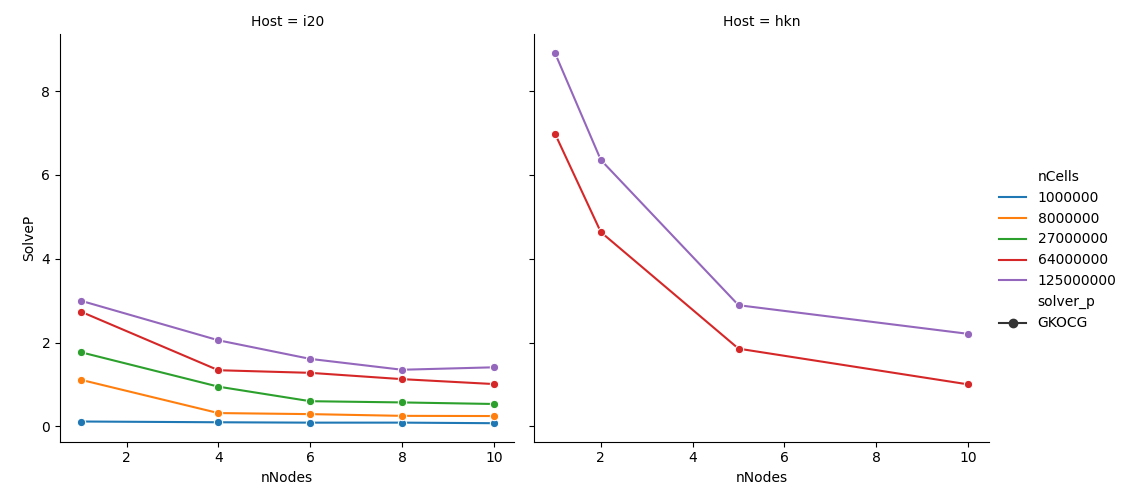 Host = i20
Host = hkn
SolveP
8
6
4
2
0
2 4 6 8 10
nNodes
2 4 6 8 10
nNodes
nCells
1000000
8000000
27000000
64000000
125000000
solver_p
GKOCG